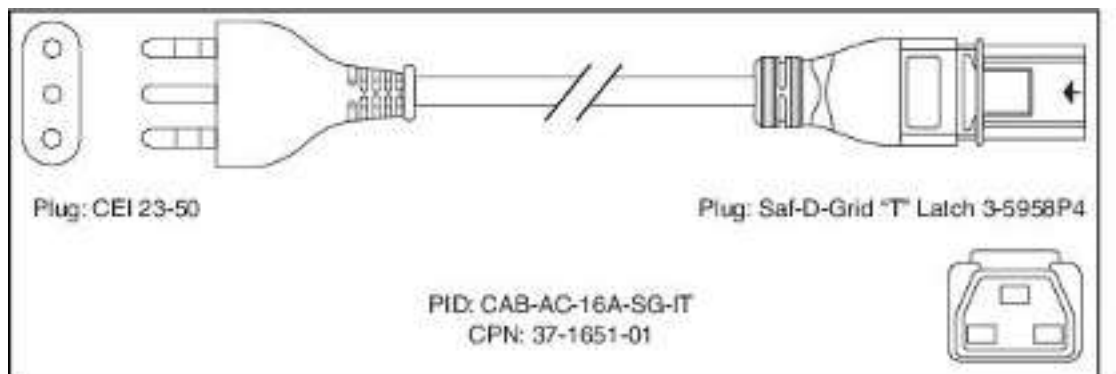 Plug: CEI 23-50
Plug: Saf-D-Grid "T" Latch 3-5958P4
PID: CAB-AC-16A-SG-IT
CPN: 37-1651-01